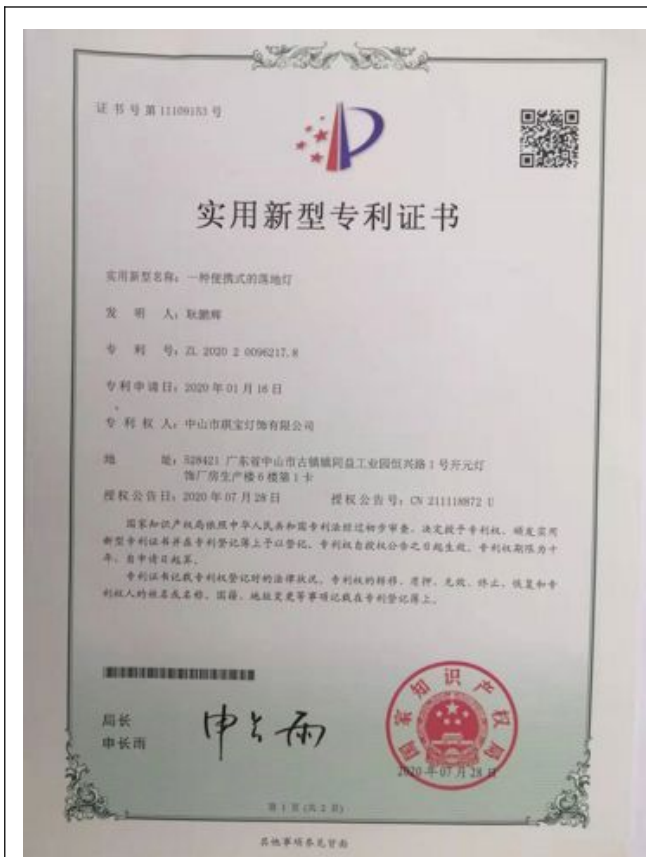 证书号第11109153号
实用新型专利证书
实用新型名称：一种便携式的落地灯
发 明 人：耿鹏辉
专 利 号：ZL 2020 2 0096217.8
专利申请日：2020年01月16日
专 利 权 人：中山市琪宝灯饰有限公司
地 址：528421 广东省中山市古镇镇同益工业园恒兴路1号开元灯
饰厂房生产楼6楼第1卡
授权公告日：2020年07月28日 授权公告号：CN 211118872 U
国家知识产权局依照中华人民共和国专利法经过初步审查，决定授予专利权，颁发实用
新型专利证书并在专利登记簿上予以登记。专利权自授权公告之日起生效。专利权期限为十
年，自申请日起算。
专利证书记载专利权登记时的法律状况。专利权的转移、质押、无效、终止、恢复和专
利权人的姓名或名称、国籍、地址变更等事项记载在专利登记簿上。
局长
申长雨
申长雨
国家知识产权局
2020年07月28日
第1页(共2页)
其他事项参见背面